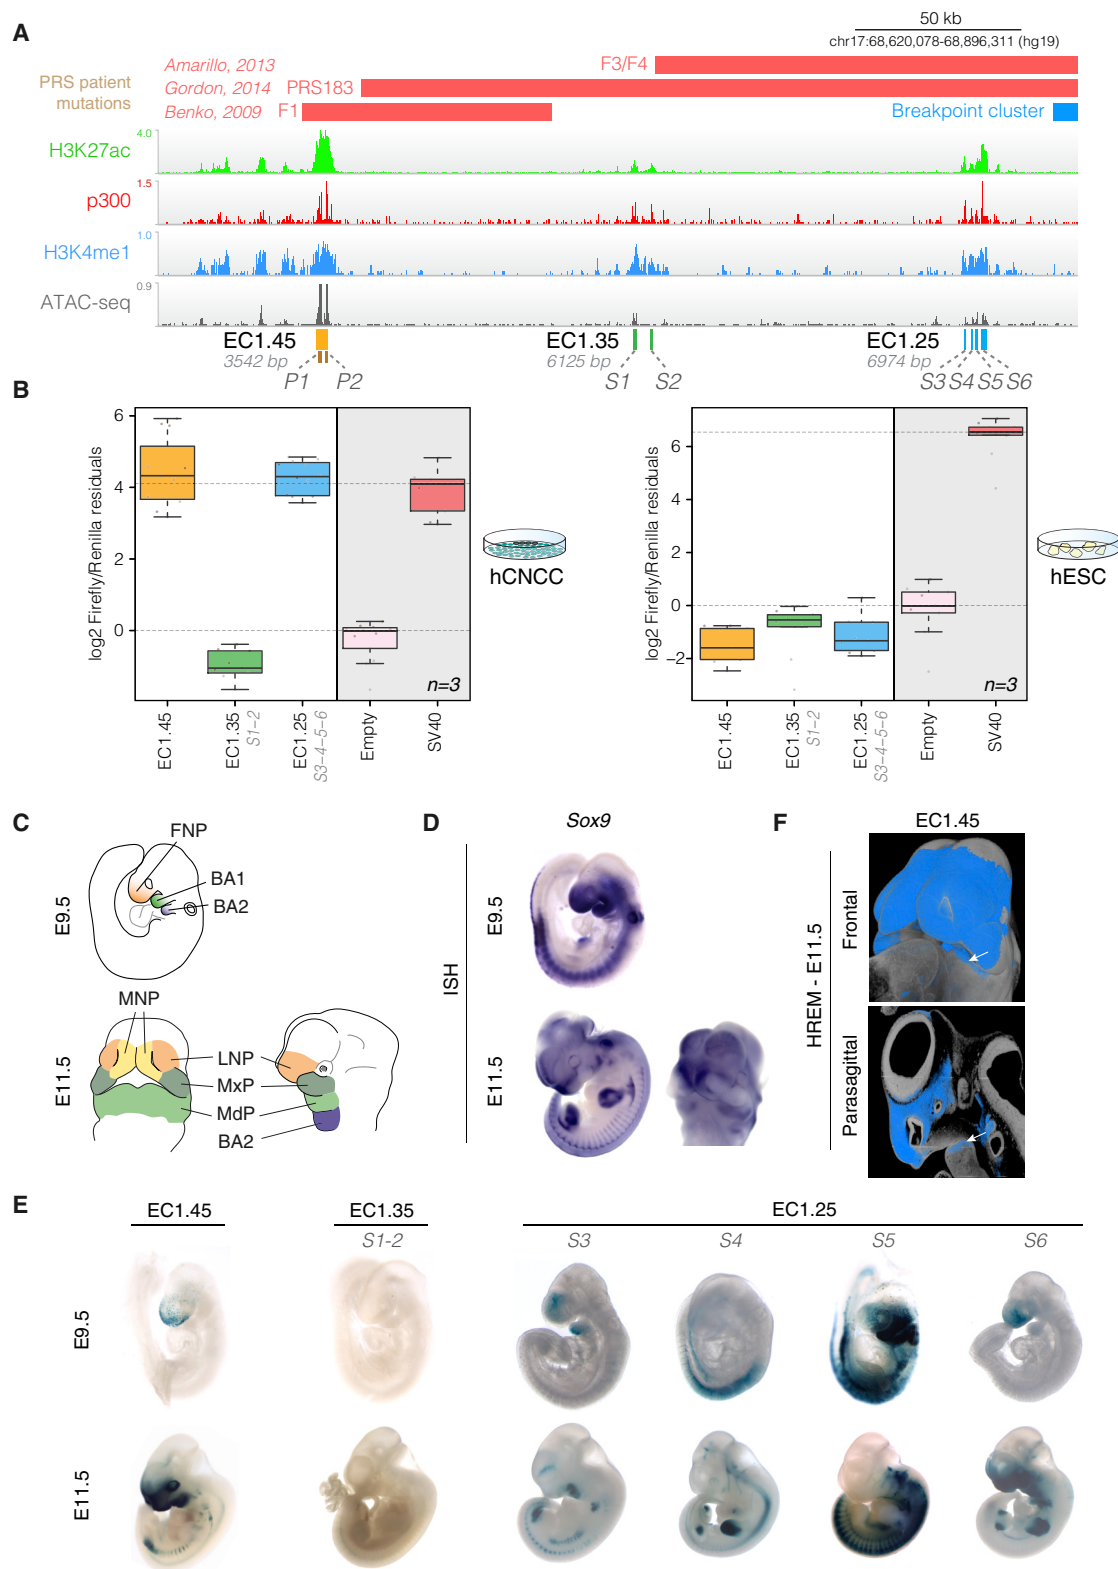 A
50 kb
chr17:68,620,078-68,896,311 (hg19)
PRS patient
mutations
Amarillo, 2013
F3/F4
Gordon, 2014
PRS183
Benko, 2009
F1
Breakpoint cluster
H3K27ac
4.0
p300
1.5
H3K4me1
1.0
ATAC-seq
0.9
EC1.45
3542 bp
P1
P2
EC1.35
6125 bp
S1
S2
EC1.25
6974 bp
S3
S4
S5
S6
B
log2 Firefly/Renilla residuals
6
4
2
0
n=3
EC1.45
EC1.35
S1-2
EC1.25
S3-4-5-6
Empty
SV40
hCNCC
log2 Firefly/Renilla residuals
6
4
2
0
−2
n=3
EC1.45
EC1.35
S1-2
EC1.25
S3-4-5-6
Empty
SV40
hESC
C
E9.5
FNP
BA1
BA2
E11.5
MNP
LNP
MxP
MdP
BA2
D
Sox9
ISH
E9.5
E11.5
F
EC1.45
HREM - E11.5
Frontal
Parasagittal
E
EC1.45
EC1.35
S1-2
EC1.25
S3
S4
S5
S6
E9.5
E11.5